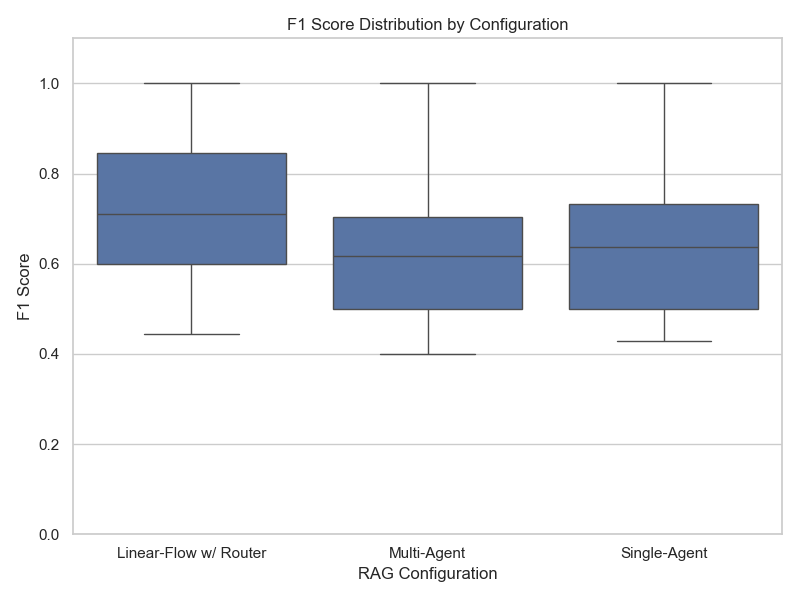 F1 Score Distribution by Configuration
1.0
0.8
0.6
0.4
0.2
0.0
F1 Score
Linear-Flow w/ Router
Multi-Agent
Single-Agent
RAG Configuration